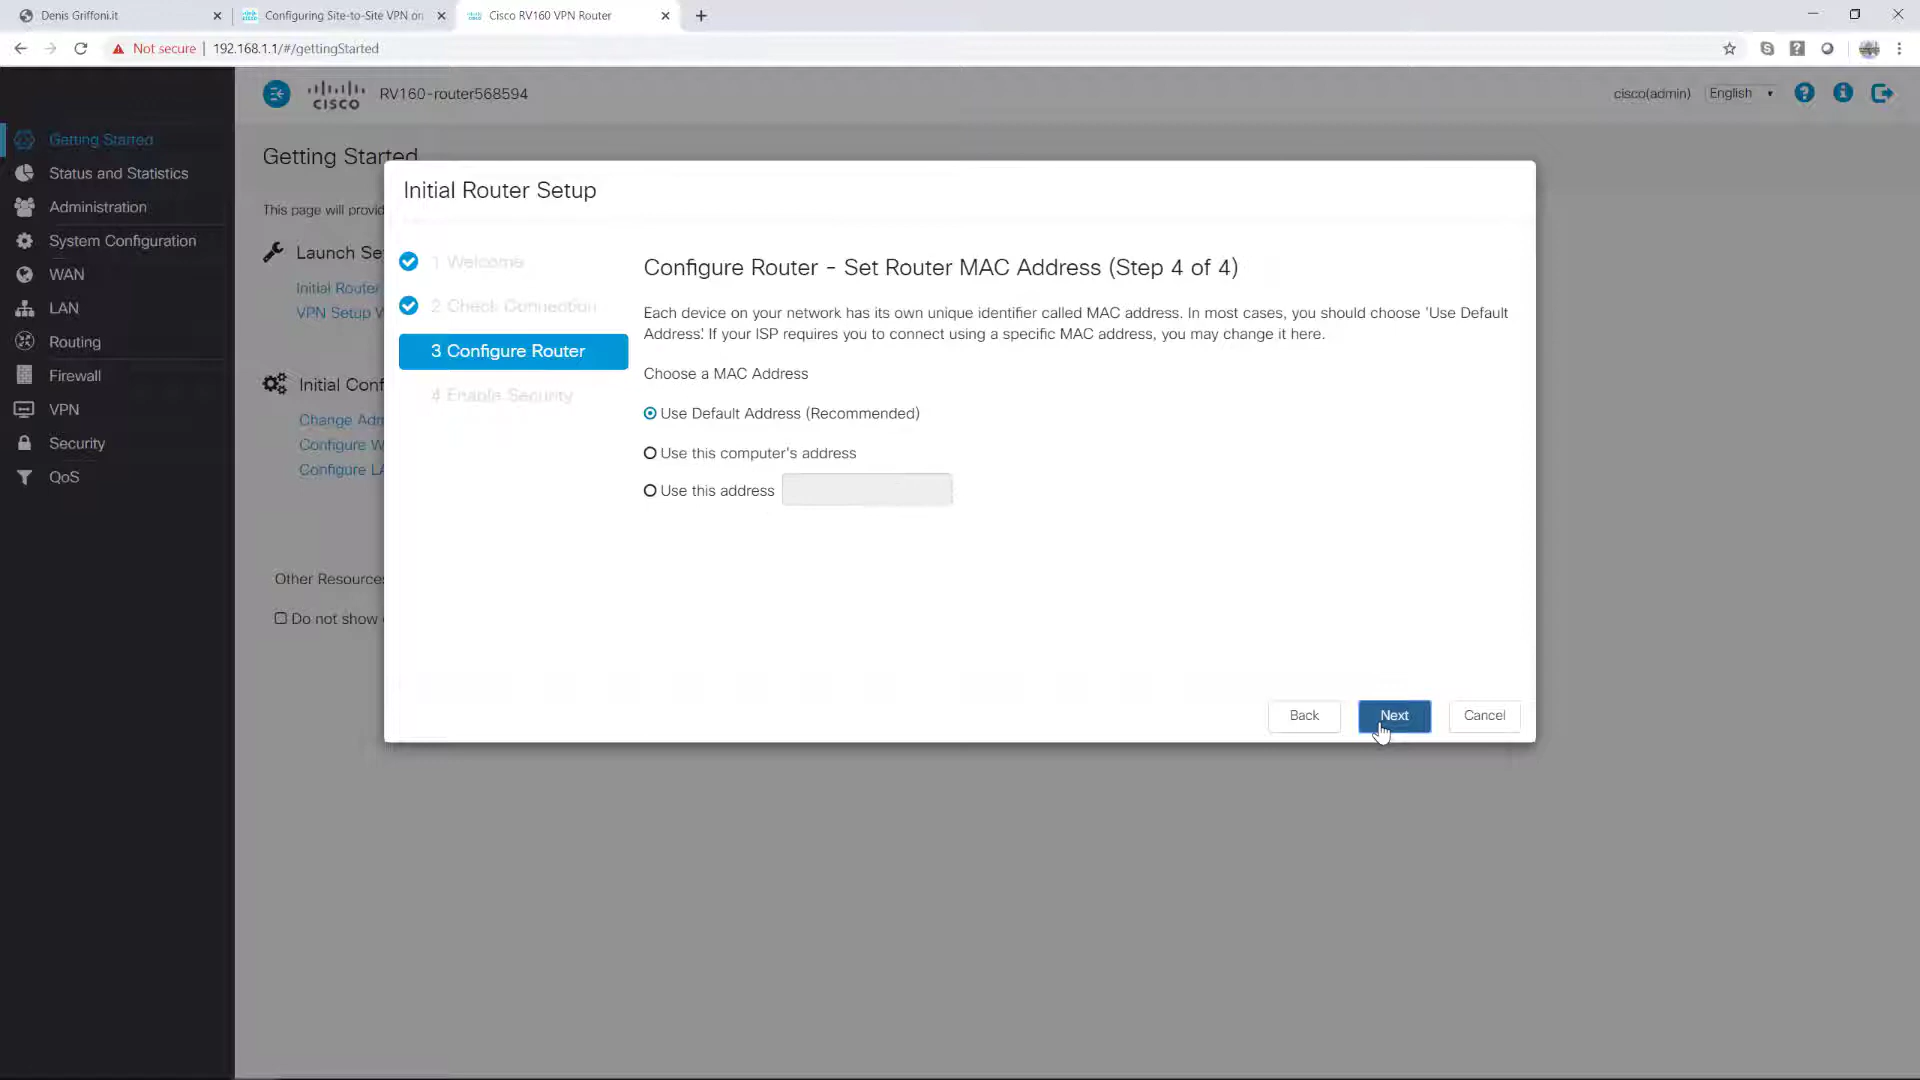 Denis Griffoni.it
Configuring Site-to-Site VPN on
Cisco RV160 VPN Router
Not secure | 192.168.1.1/#/gettingStarted
CISCO
RV160-router568594
cisco(admin)
English
Getting Started
Status and Statistics
Administration
System Configuration
WAN
LAN
Routing
Firewall
VPN
Security
QoS
Getting Started
This page will provid
Launch Se
Initial Router
VPN Setup W
Initial Conf
Change Adm
Configure W
Configure LA
Other Resources
Do not show
Initial Router Setup
1 Welcome
2 Check Connection
3 Configure Router
4 Enable Security
Configure Router - Set Router MAC Address (Step 4 of 4)
Each device on your network has its own unique identifier called MAC address. In most cases, you should choose 'Use Default
Address.' If your ISP requires you to connect using a specific MAC address, you may change it here.
Choose a MAC Address
Use Default Address (Recommended)
Use this computer's address
Use this address
Back
Next
Cancel